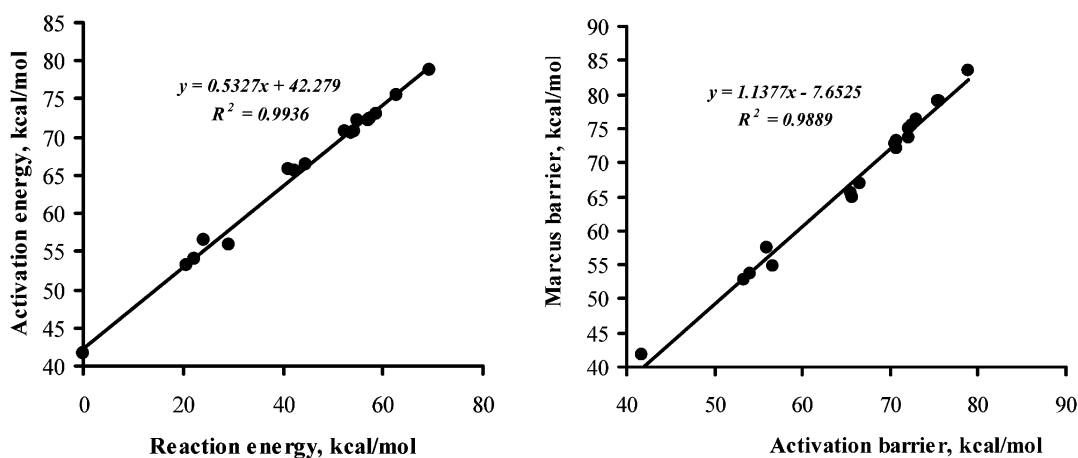 Activation energy, kcal/mol
85
80
75
70
65
60
55
50
45
40
y = 0.5327x + 42.279
R² = 0.9936
0 20 40 60 80
Reaction energy, kcal/mol
Marcus barrier, kcal/mol
90
85
80
75
70
65
60
55
50
45
40
y = 1.1377x - 7.6525
R² = 0.9889
40 50 60 70 80 90
Activation barrier, kcal/mol